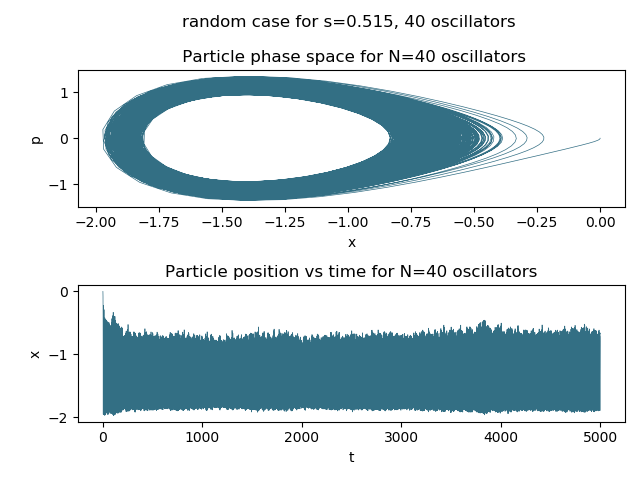 random case for s=0.515, 40 oscillators
Particle phase space for N=40 oscillators
1
0
−1
p
−2.00 −1.75 −1.50 −1.25 −1.00 −0.75 −0.50 −0.25 0.00
x
Particle position vs time for N=40 oscillators
0
−1
−2
x
0 1000 2000 3000 4000 5000
t